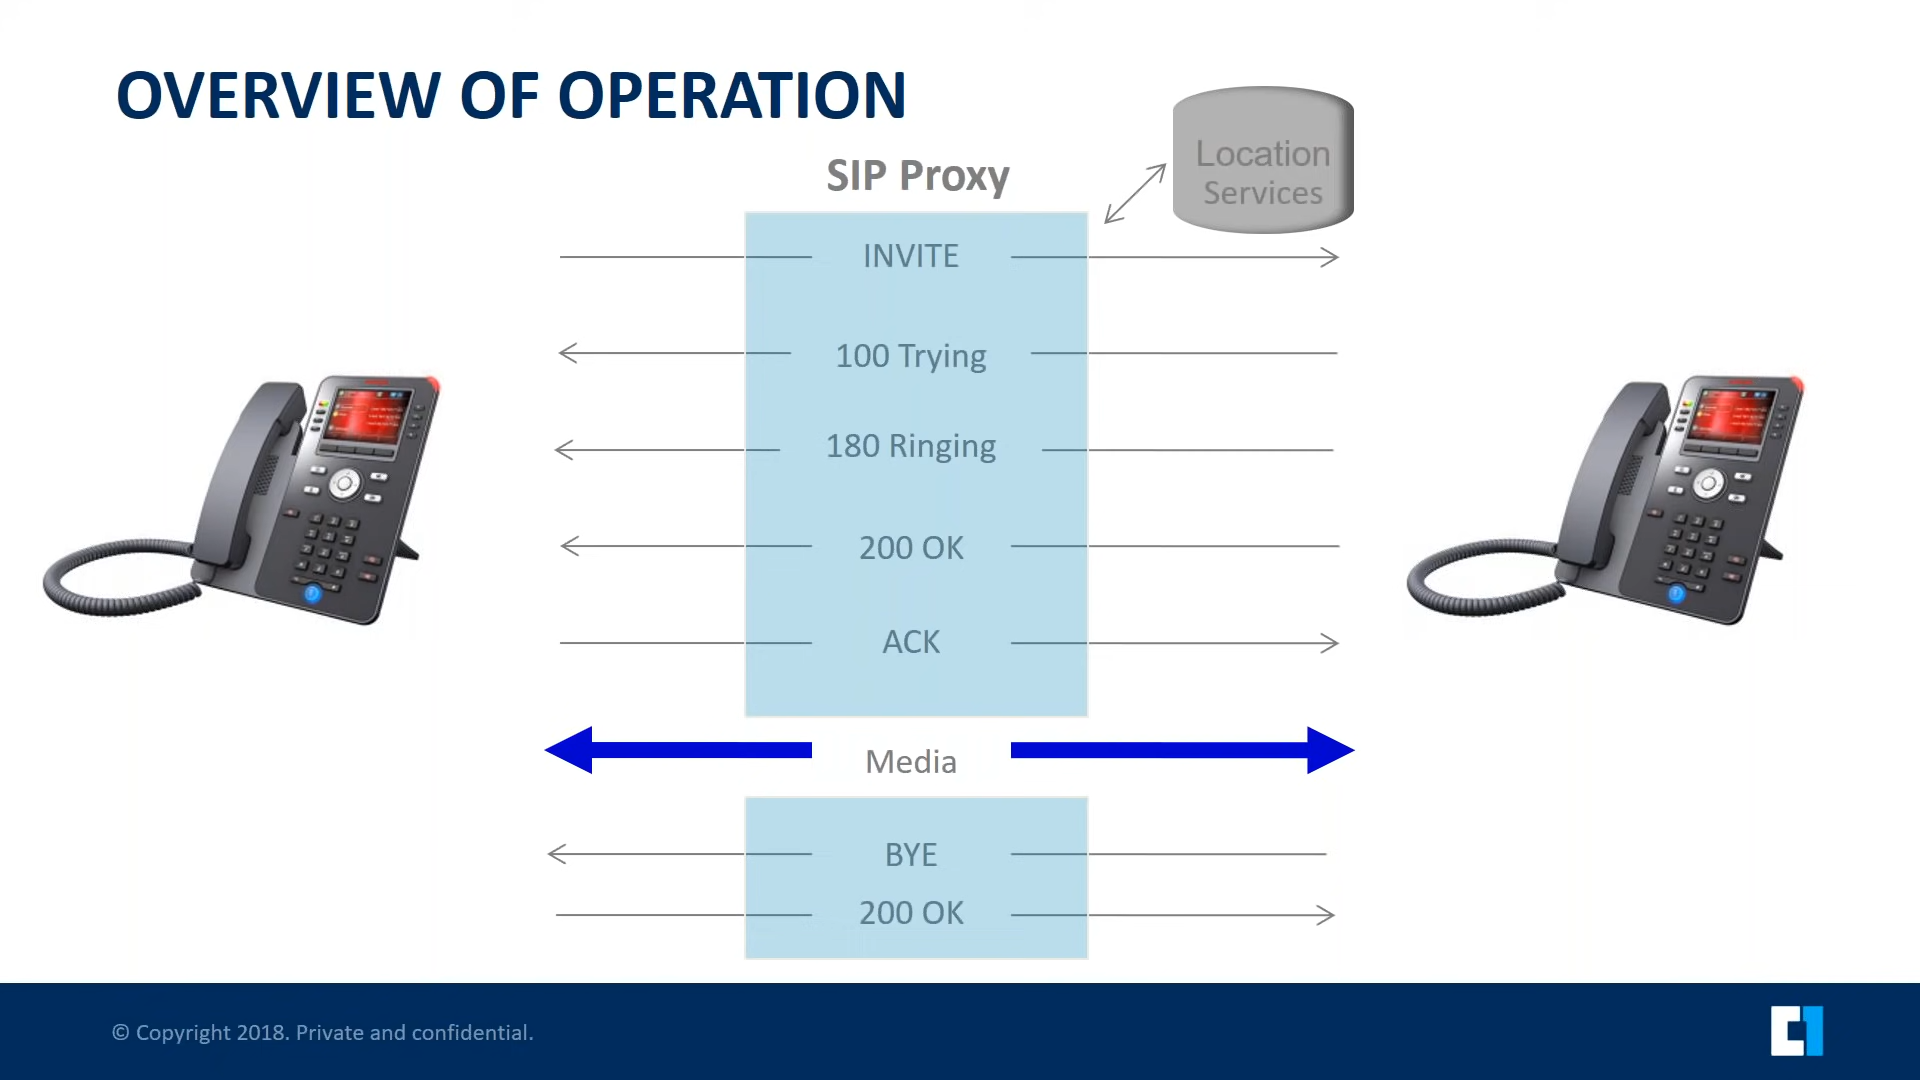 OVERVIEW OF OPERATION
Location
Services
SIP Proxy
INVITE
100 Trying
180 Ringing
200 OK
ACK
Media
BYE
200 OK
© Copyright 2018. Private and confidential.